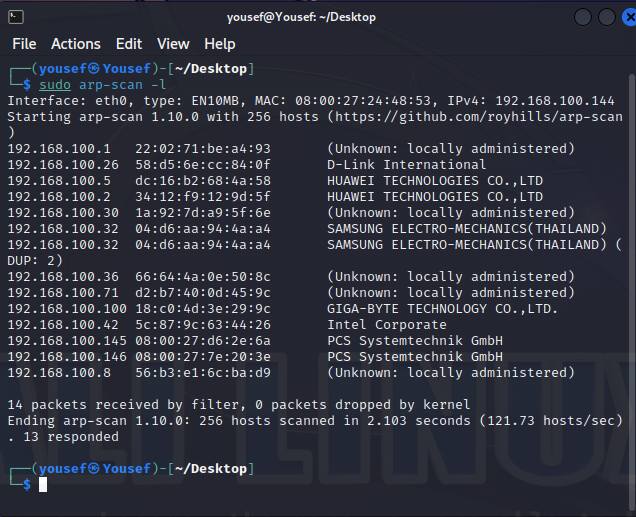 yousef@Yousef: ~/Desktop
File Actions Edit View Help
┌──(yousef㉿Yousef)-[~/Desktop]
└─$ sudo arp-scan -l
Interface: eth0, type: EN10MB, MAC: 08:00:27:24:48:53, IPv4: 192.168.100.144
Starting arp-scan 1.10.0 with 256 hosts (https://github.com/royhills/arp-scan
)
192.168.100.1 22:02:71:be:a4:93 (Unknown: locally administered)
192.168.100.26 58:d5:6e:cc:84:0f D-Link International
192.168.100.5 dc:16:b2:68:4a:58 HUAWEI TECHNOLOGIES CO.,LTD
192.168.100.2 34:12:f9:12:9d:5f HUAWEI TECHNOLOGIES CO.,LTD
192.168.100.30 1a:92:7d:a9:5f:6e (Unknown: locally administered)
192.168.100.32 04:d6:aa:94:4a:a4 SAMSUNG ELECTRO-MECHANICS(THAILAND)
192.168.100.32 04:d6:aa:94:4a:a4 SAMSUNG ELECTRO-MECHANICS(THAILAND) (
DUP: 2)
192.168.100.36 66:64:4a:0e:50:8c (Unknown: locally administered)
192.168.100.71 d2:b7:40:0d:45:9c (Unknown: locally administered)
192.168.100.100 18:c0:4d:3e:29:9c GIGA-BYTE TECHNOLOGY CO.,LTD.
192.168.100.42 5c:87:9c:63:44:26 Intel Corporate
192.168.100.145 08:00:27:d6:2e:6a PCS Systemtechnik GmbH
192.168.100.146 08:00:27:7e:20:3e PCS Systemtechnik GmbH
192.168.100.8 56:b3:e1:6c:ba:d9 (Unknown: locally administered)
14 packets received by filter, 0 packets dropped by kernel
Ending arp-scan 1.10.0: 256 hosts scanned in 2.103 seconds (121.73 hosts/sec)
. 13 responded
┌──(yousef㉿Yousef)-[~/Desktop]
└─$